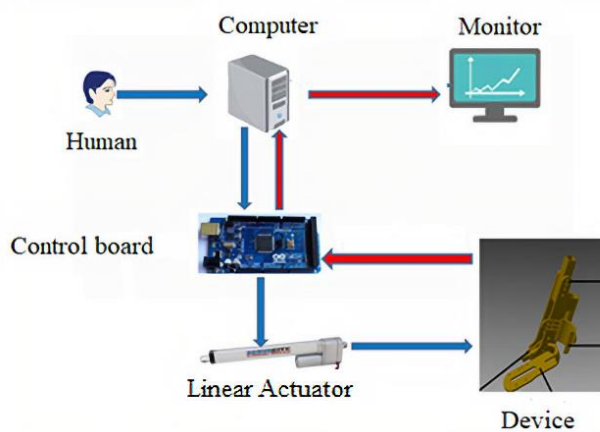 Computer
Monitor
Human
Control board
Linear Actuator
Device